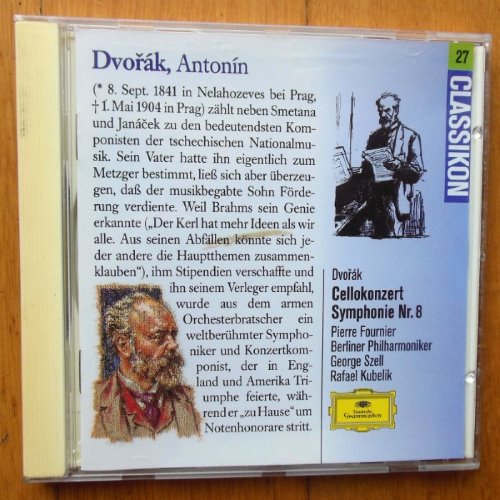 Dvořák, Antonín
(* 8. Sept. 1841 in Nelahozeves bei Prag,
† 1. Mai 1904 in Prag) zählt neben Smetana
und Janáček zu den bedeutendsten Kom-
ponisten der tschechischen Nationalmu-
sik. Sein Vater hatte ihn eigentlich zum
Metzger bestimmt, ließ sich aber überzeu-
gen, daß der musikbegabte Sohn Förde-
rung verdiente. Weil Brahms sein Genie
erkannte („Der Kerl hat mehr Ideen als wir
alle. Aus seinen Abfällen könnte sich je-
der andere die Hauptthemen zusammen-
klauben“), ihm Stipendien verschaffte und
ihn seinem Verleger empfahl,
wurde aus dem armen
Orchesterbratscher ein
weltberühmter Sympho-
niker und Konzertkom-
ponist, der in Eng-
land und Amerika Tri-
umphe feierte, wäh-
rend er „zu Hause“ um
Notenhonorare stritt.
27
CLASSIKON
Dvořák
Cellokonzert
Symphonie Nr. 8
Pierre Fournier
Berliner Philharmoniker
George Szell
Rafael Kubelik
Deutsche
Grammophon